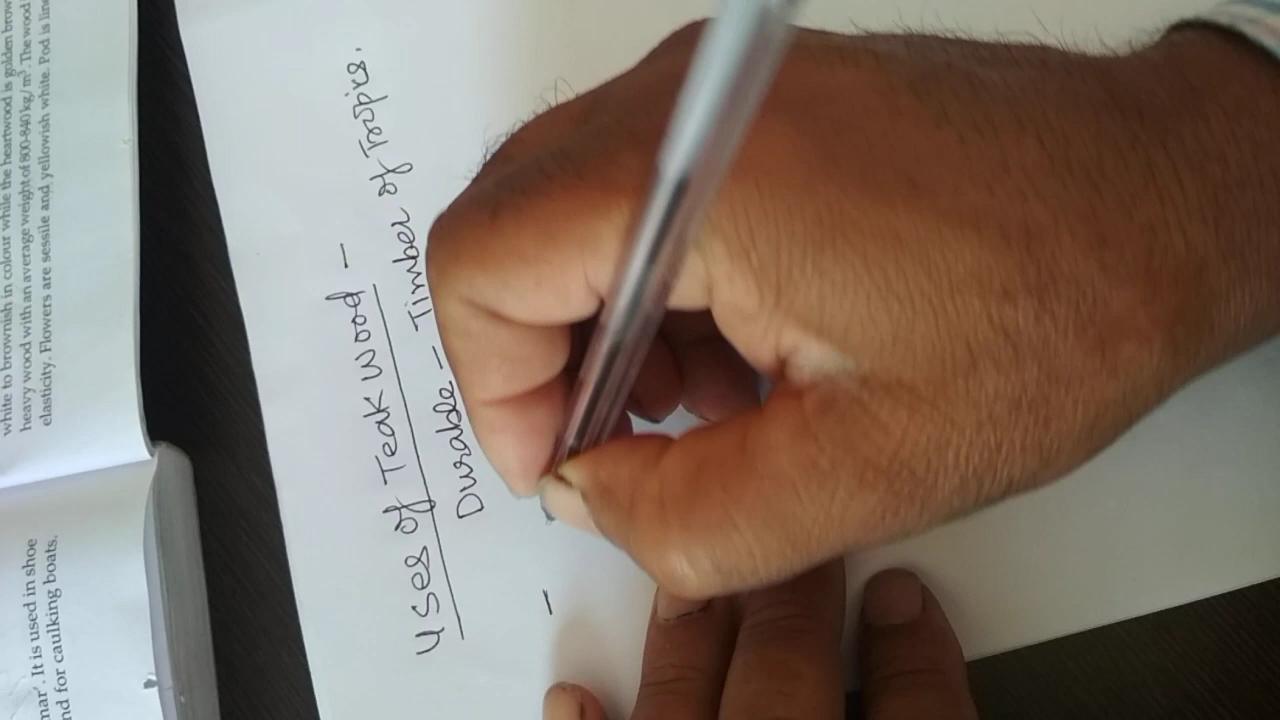 white to brownish in colour while the heartwood is golden brow
heavy wood with an average weight of 800-840 kg/m³. The wood
elasticity. Flowers are sessile and yellowish white. Pod is line
mar'. It is used in shoe
nd for caulking boats.
Uses of Teak Wood -
Durable - Timber of Tropics.
-